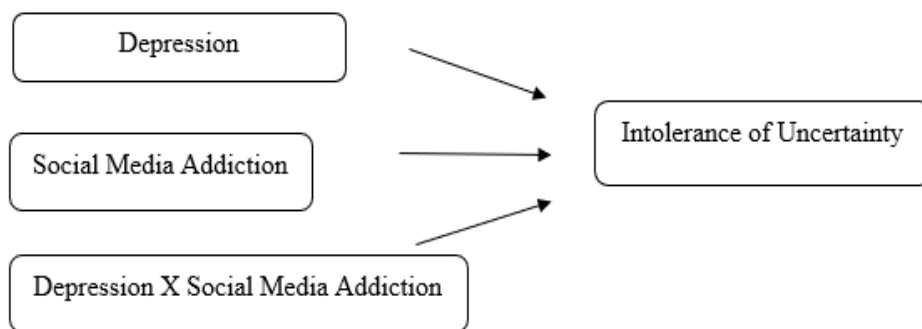 Depression
Intolerance of Uncertainty
Social Media Addiction
Depression X Social Media Addiction